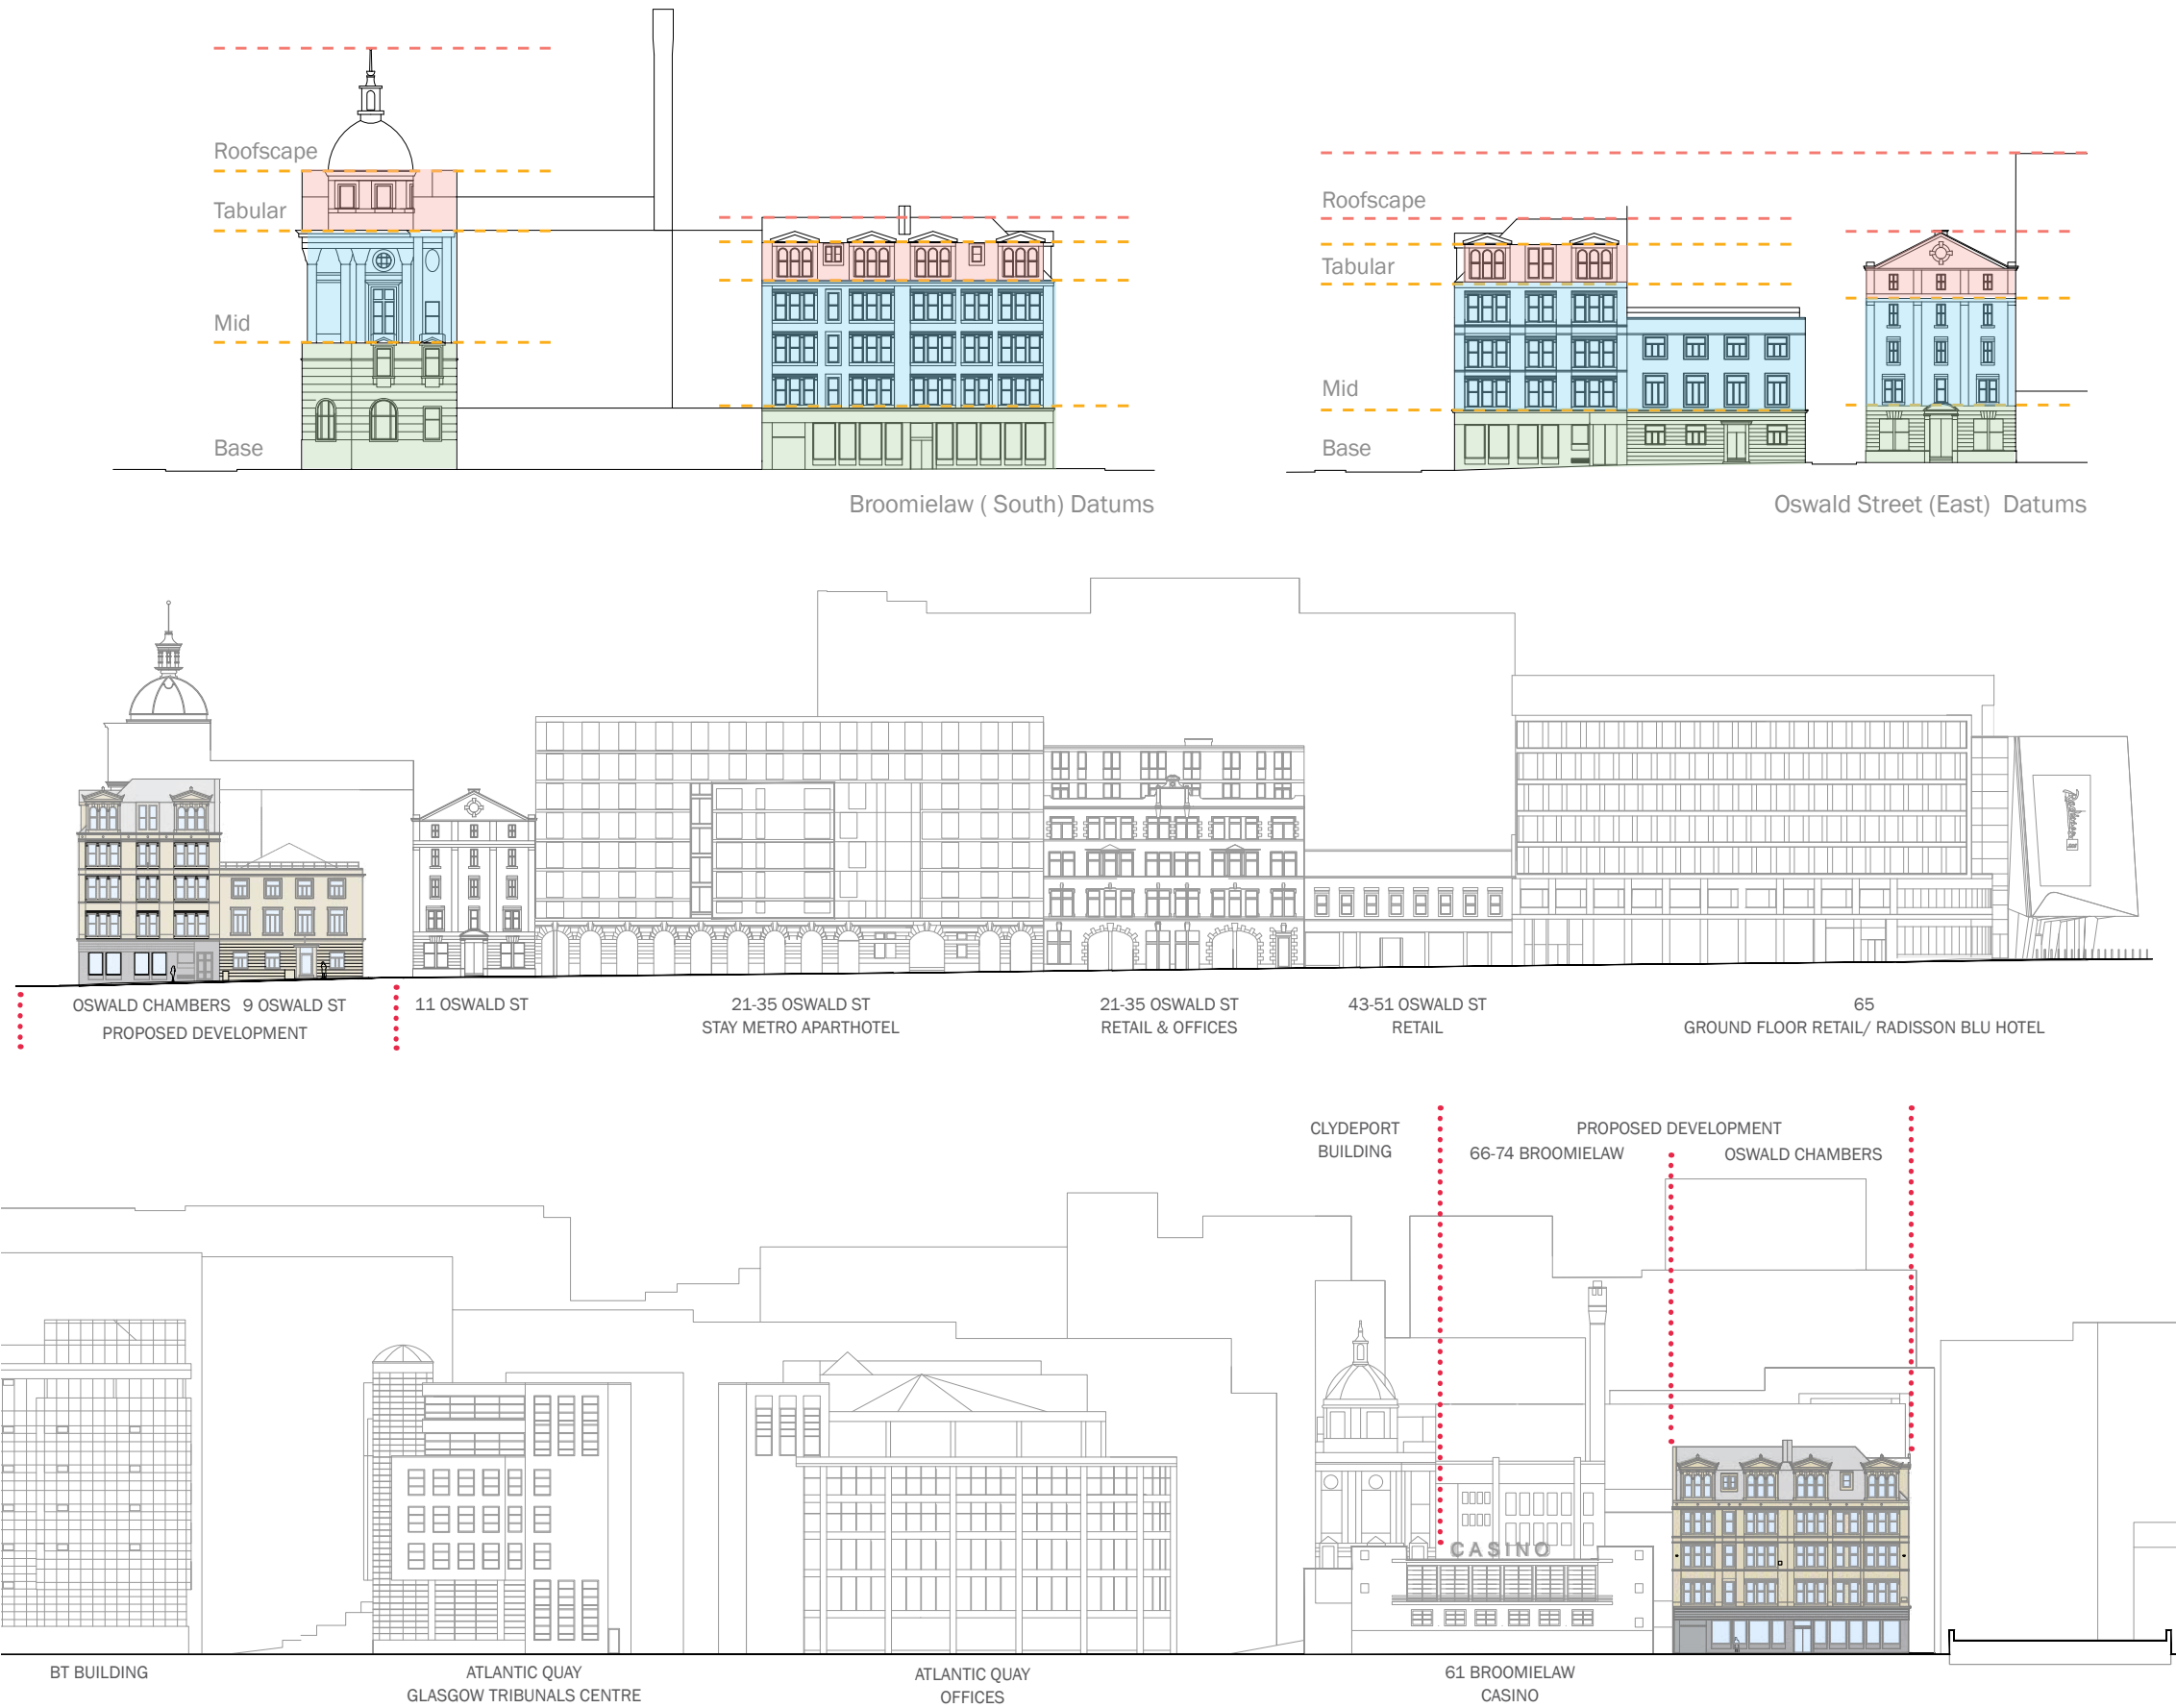 Roofscape
Tabular
Mid
Base
Broomielaw ( South) Datums
Roofscape
Tabular
Mid
Base
Oswald Street (East) Datums
Radisson
OSWALD CHAMBERS 9 OSWALD ST
PROPOSED DEVELOPMENT
11 OSWALD ST
21-35 OSWALD ST
STAY METRO APARTHOTEL
21-35 OSWALD ST
RETAIL & OFFICES
43-51 OSWALD ST
RETAIL
65
GROUND FLOOR RETAIL/ RADISSON BLU HOTEL
CLYDEPORT
BUILDING
PROPOSED DEVELOPMENT
66-74 BROOMIELAW
OSWALD CHAMBERS
CASINO
BT BUILDING
ATLANTIC QUAY
GLASGOW TRIBUNALS CENTRE
ATLANTIC QUAY
OFFICES
61 BROOMIELAW
CASINO